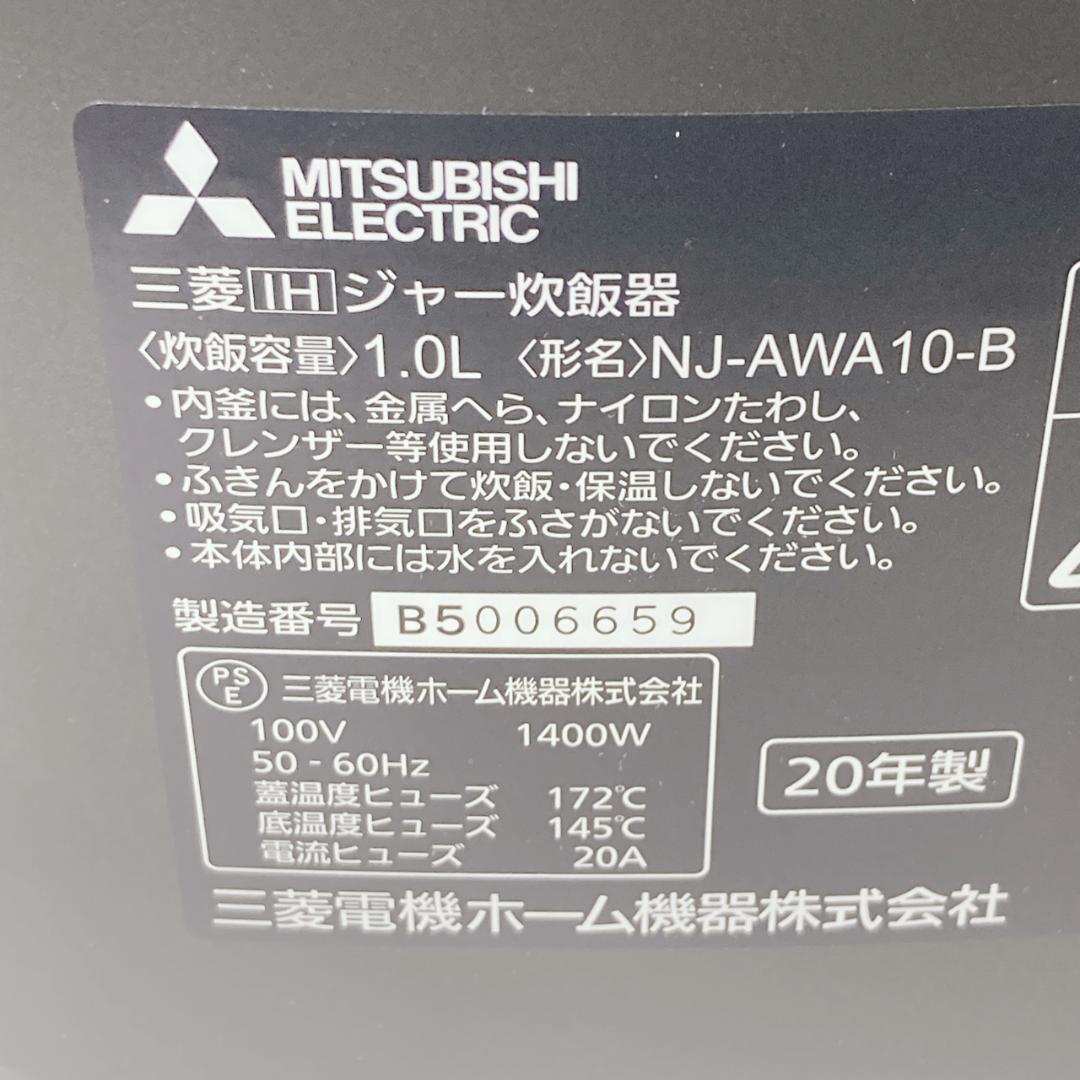 MITSUBISHI
ELECTRIC
三菱IHジャー炊飯器
〈炊飯容量〉1.0L 〈形名〉NJ-AWA10-B
・内釜には、金属へら、ナイロンたわし、
クレンザー等使用しないでください。
・ふきんをかけて炊飯・保温しないでください。
・吸気口・排気口をふさがないでください。
・本体内部には水を入れないでください。
製造番号 B5006659
PSE 三菱電機ホーム機器株式会社
100V 1400W
50 - 60Hz
蓋温度ヒューズ 172℃
底温度ヒューズ 145℃
電流ヒューズ 20A
20年製
三菱電機ホーム機器株式会社